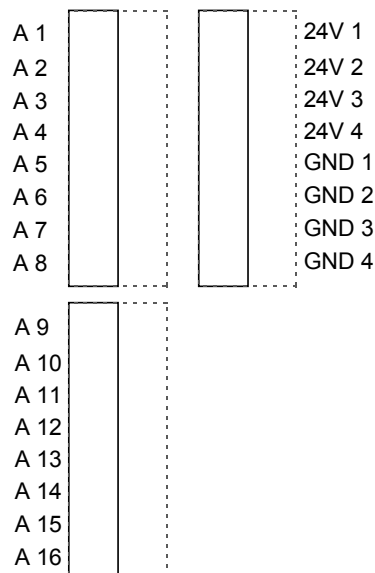 A 1
A 2
A 3
A 4
A 5
A 6
A 7
A 8
24V 1
24V 2
24V 3
24V 4
GND 1
GND 2
GND 3
GND 4
A 9
A 10
A 11
A 12
A 13
A 14
A 15
A 16